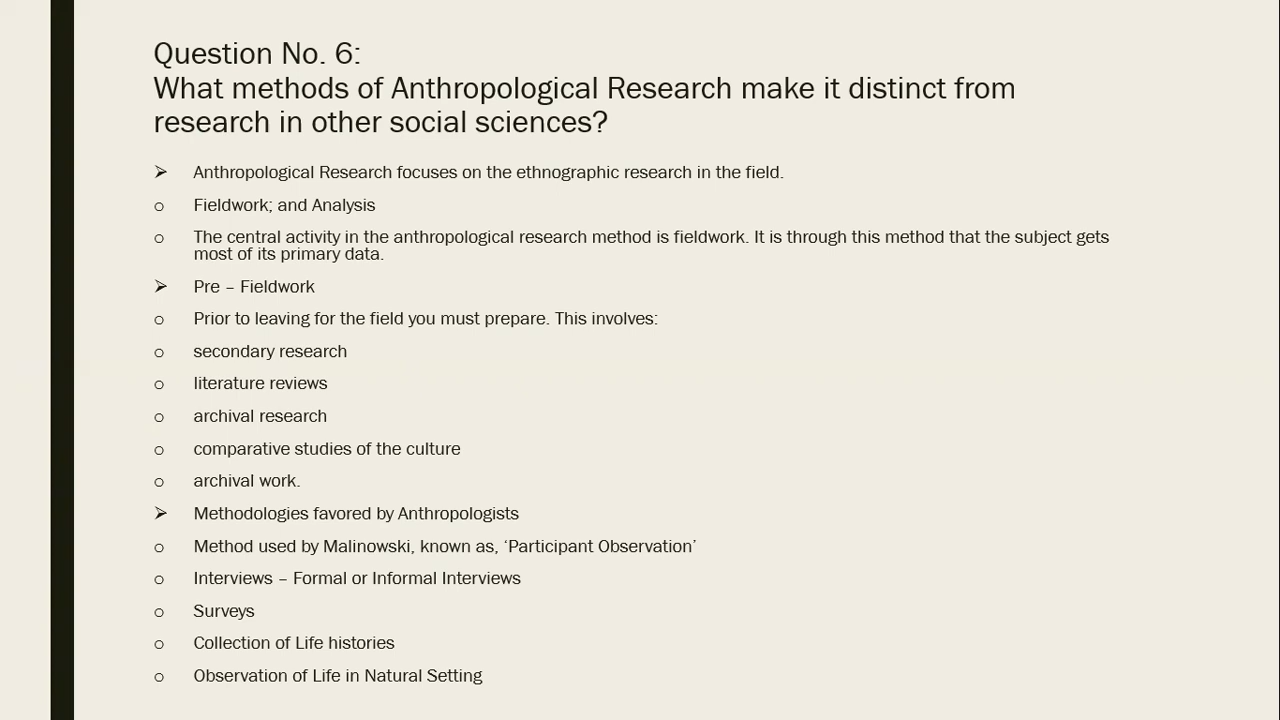 Question No. 6:
What methods of Anthropological Research make it distinct from
research in other social sciences?
➢ Anthropological Research focuses on the ethnographic research in the field.
o Fieldwork; and Analysis
o The central activity in the anthropological research method is fieldwork. It is through this method that the subject gets
most of its primary data.
➢ Pre – Fieldwork
o Prior to leaving for the field you must prepare. This involves:
o secondary research
o literature reviews
o archival research
o comparative studies of the culture
o archival work.
➢ Methodologies favored by Anthropologists
o Method used by Malinowski, known as, ‘Participant Observation’
o Interviews – Formal or Informal Interviews
o Surveys
o Collection of Life histories
o Observation of Life in Natural Setting